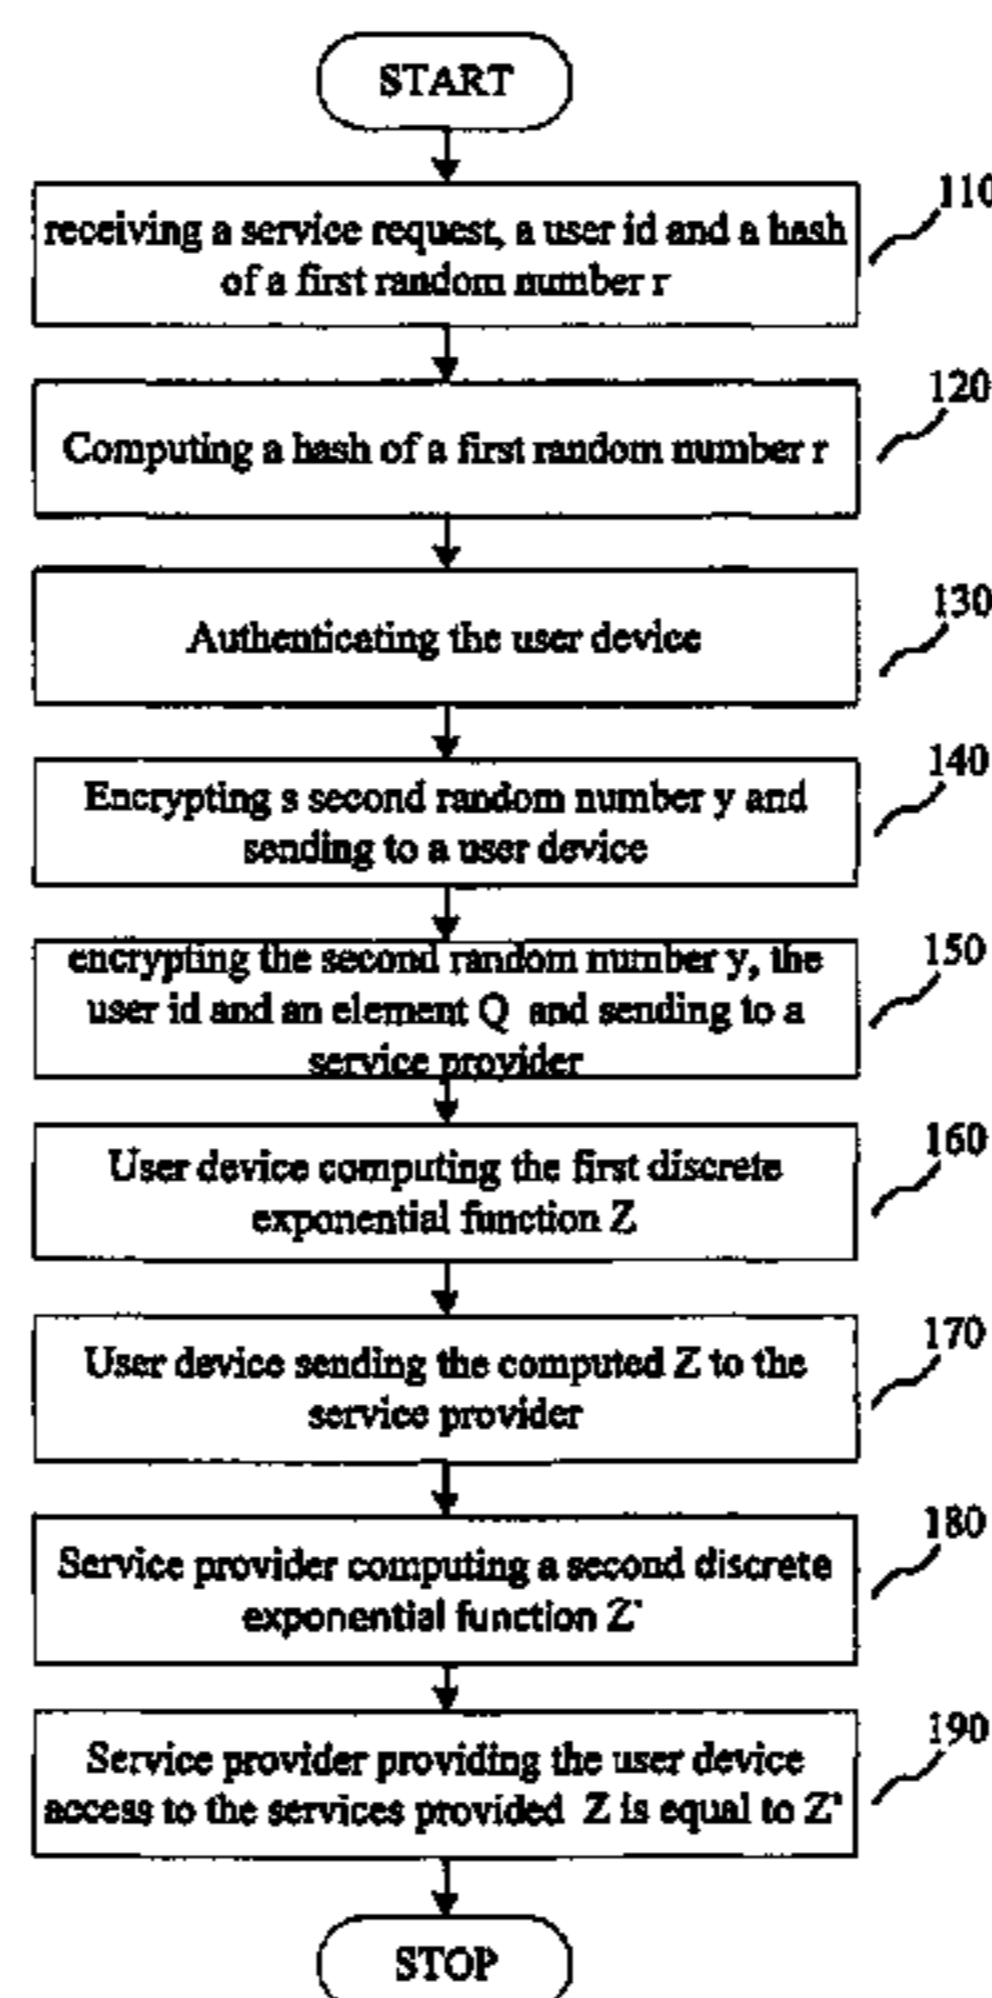 START
110
receiving a service request, a user id and a hash
of a first random number r
120
Computing a hash of a first random number r
130
Authenticating the user device
140
Encrypting s second random number y and
sending to a user device
150
encrypting the second random number y, the
user id and an element Q and sending to a
service provider
160
User device computing the first discrete
exponential function Z
170
User device sending the computed Z to the
service provider
180
Service provider computing a second discrete
exponential function Z'
190
Service provider providing the user device
access to the services provided Z is equal to Z'
STOP